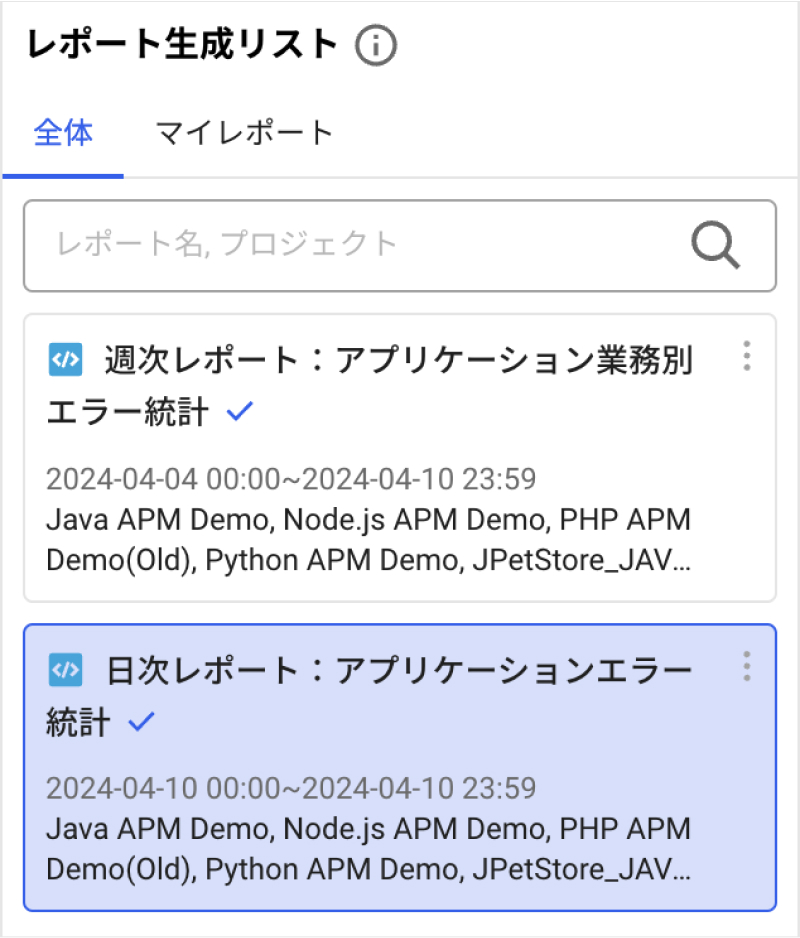 レポート生成リスト
全体 マイレポート
レポート名, プロジェクト
週次レポート：アプリケーション業務別
エラー統計
2024-04-04 00:00~2024-04-10 23:59
Java APM Demo, Node.js APM Demo, PHP APM
Demo(Old), Python APM Demo, JPetStore_JAV...
日次レポート：アプリケーションエラー
統計
2024-04-10 00:00~2024-04-10 23:59
Java APM Demo, Node.js APM Demo, PHP APM
Demo(Old), Python APM Demo, JPetStore_JAV...